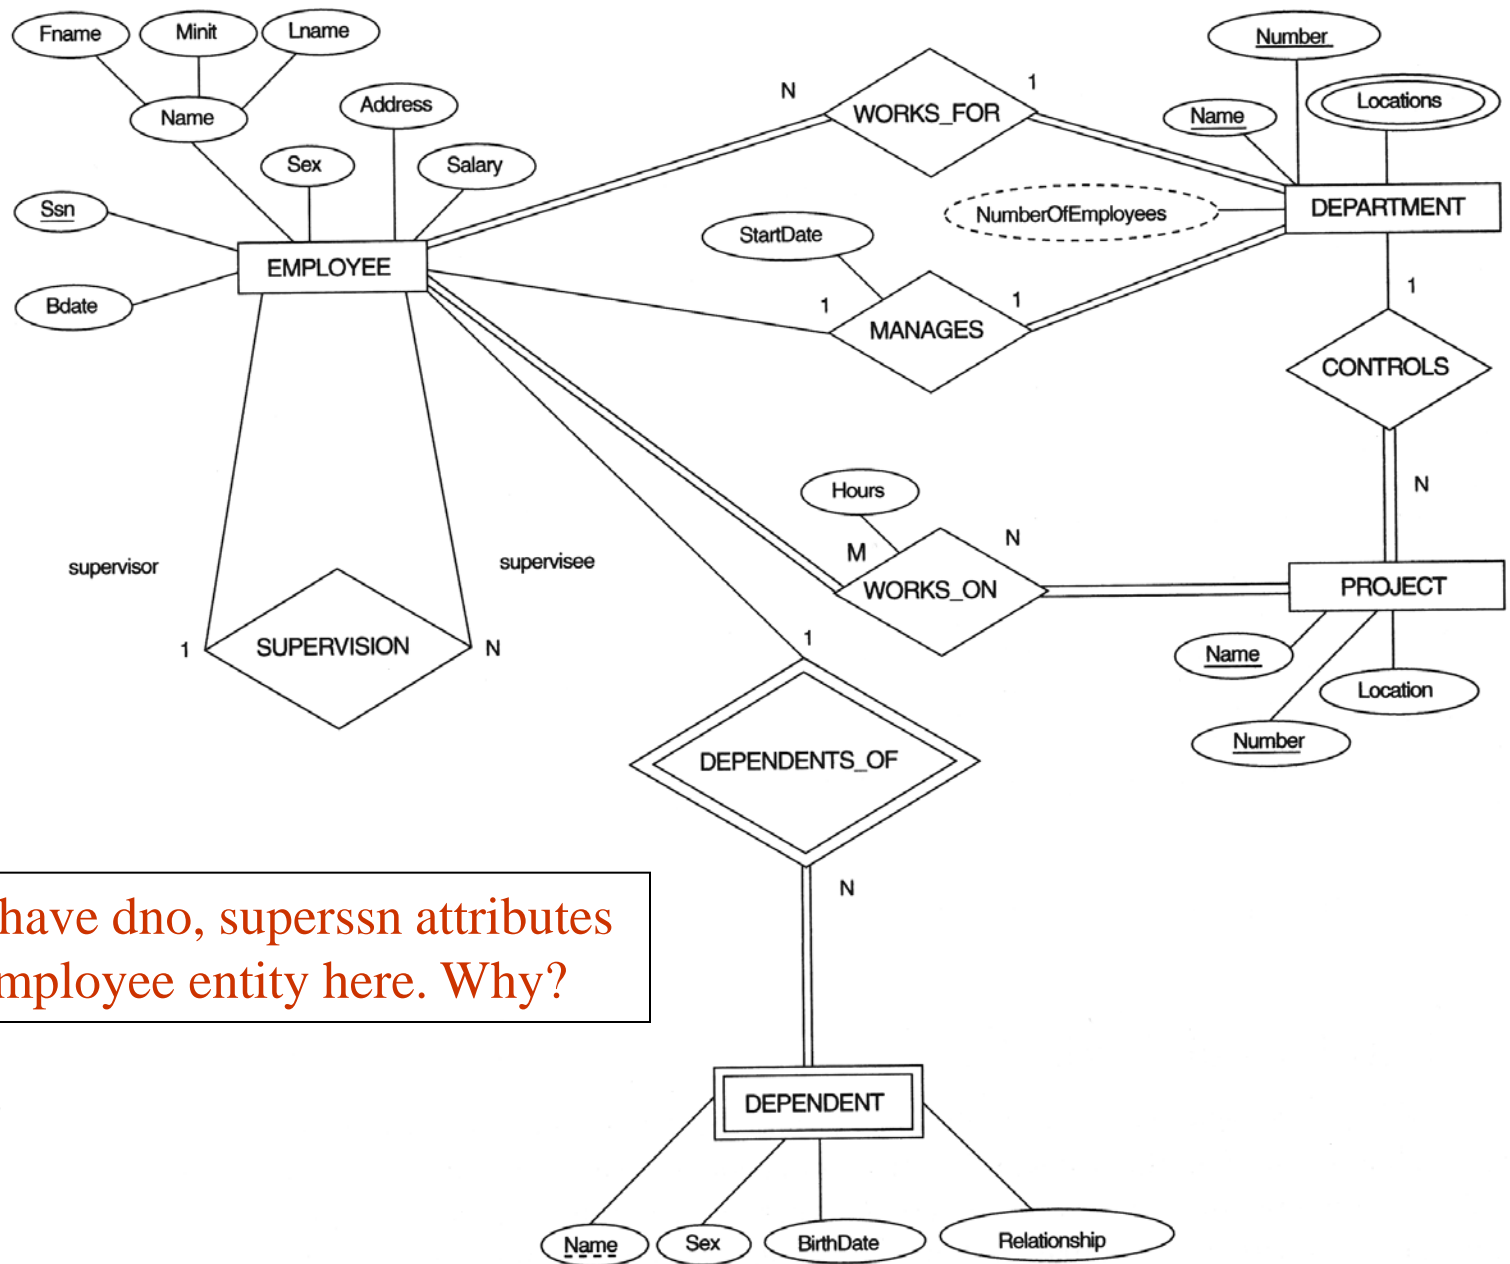 Fname
Minit
Lname
Name
Address
Sex
Salary
Ssn
Bdate
EMPLOYEE
N
WORKS_FOR
1
Number
Name
Locations
NumberOfEmployees
DEPARTMENT
StartDate
1
MANAGES
1
1
CONTROLS
N
Hours
M
WORKS_ON
N
PROJECT
Name
Number
Location
supervisor
supervisee
1
SUPERVISION
N
1
DEPENDENTS_OF
N
have dno, superssn attributes
mployee entity here. Why?
DEPENDENT
Name
Sex
BirthDate
Relationship